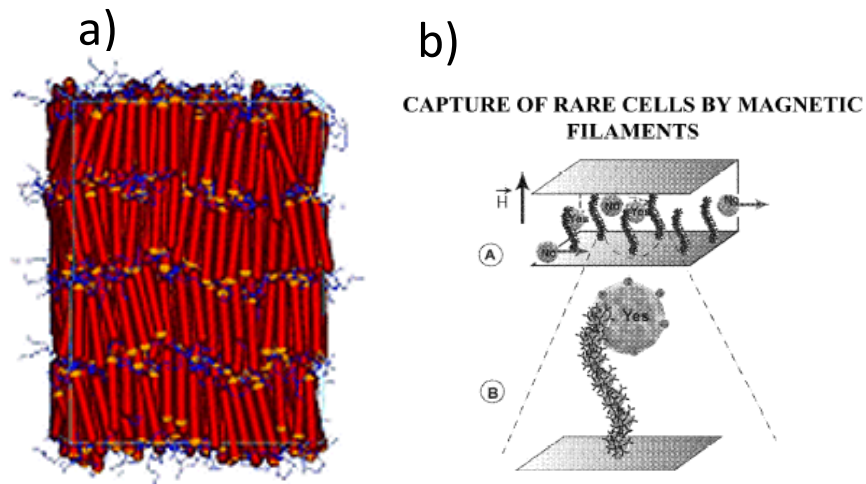 a)
b)
CAPTURE OF RARE CELLS BY MAGNETIC
FILAMENTS
H
Yes
No
Yes
No
No
A
Yes
B